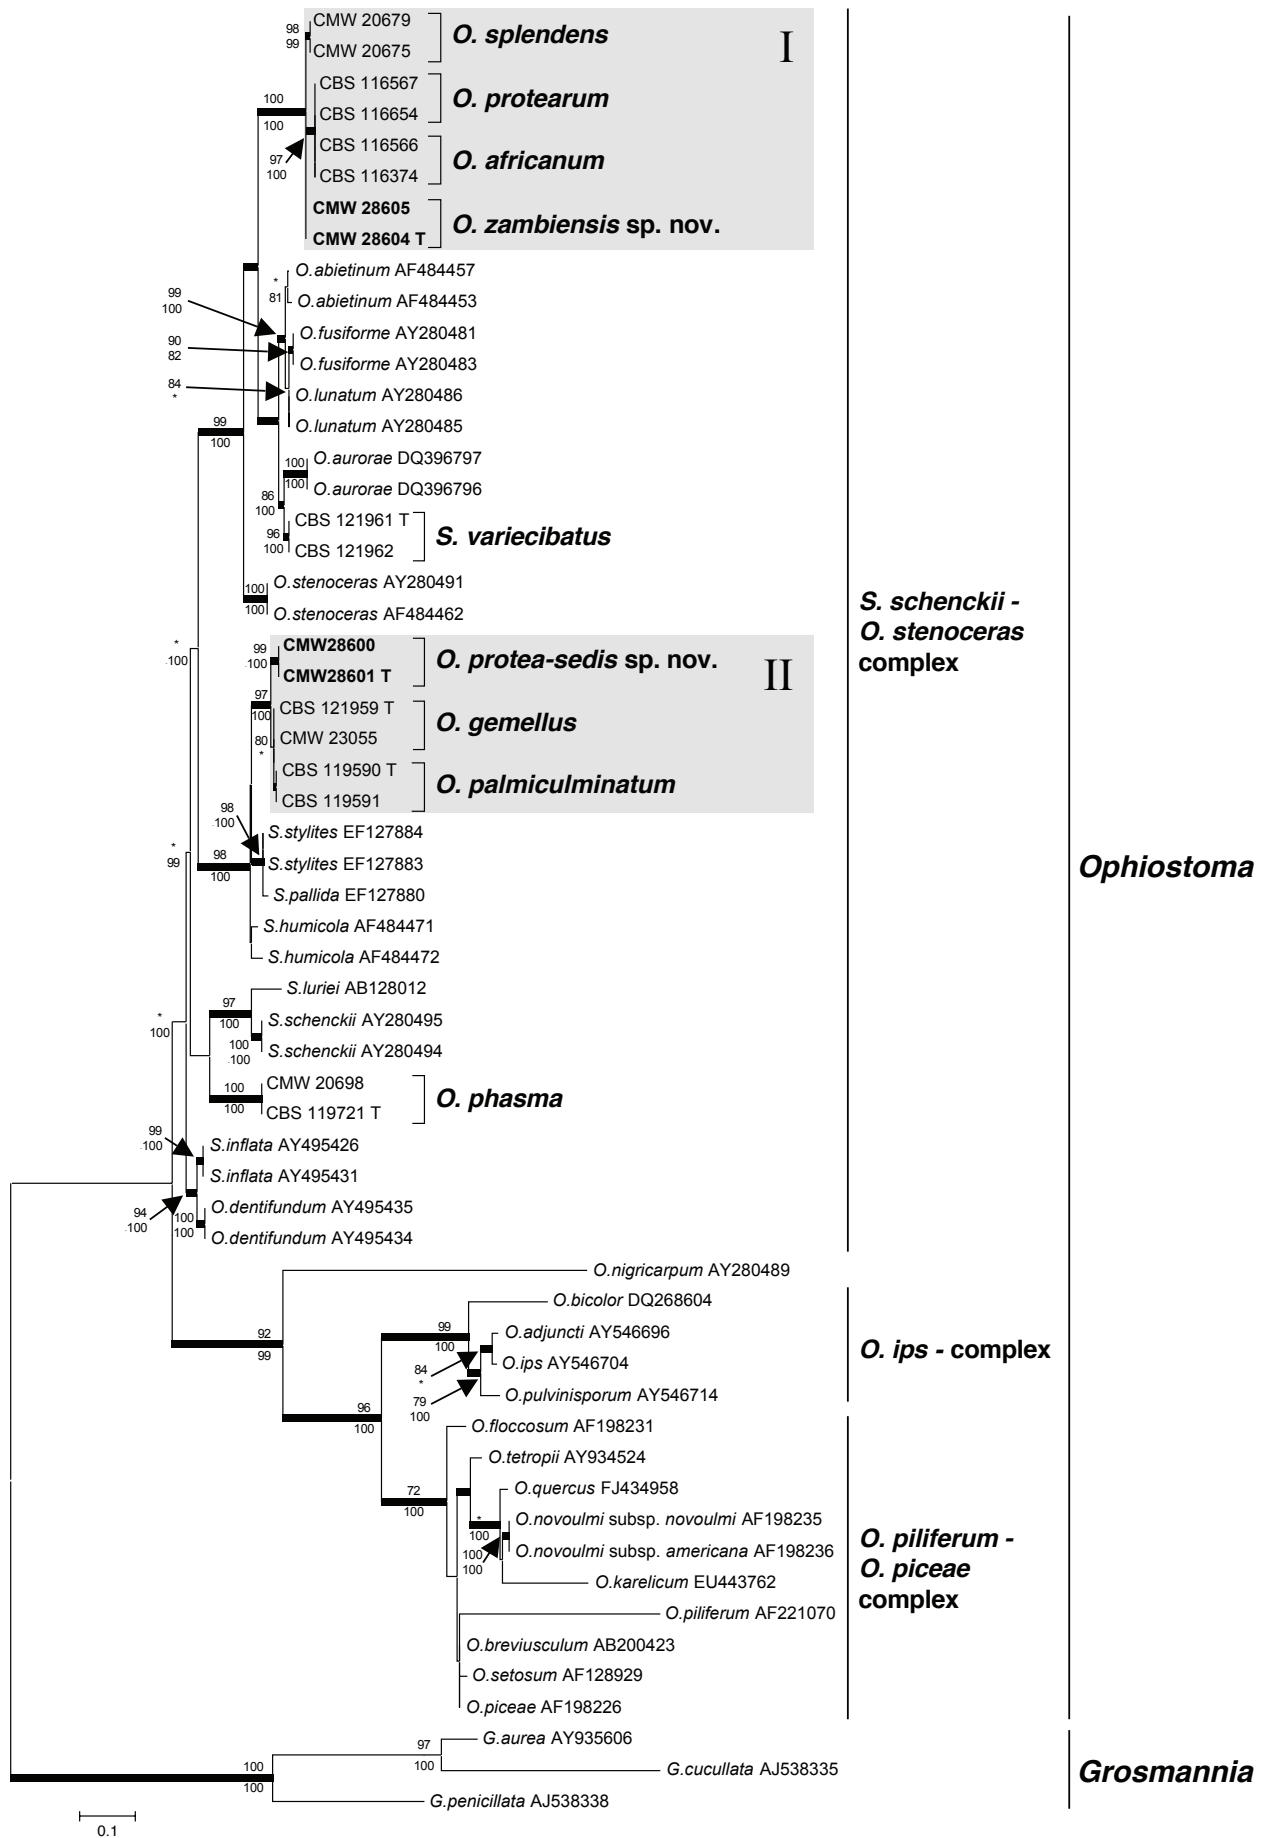 98
CMW 20679
O. splendens
I
99
CMW 20675
CBS 116567
O. protearum
100
100
CBS 116654
CBS 116566
O. africanum
97
100
CBS 116374
CMW 28605
O. zambiensis sp. nov.
CMW 28604 T
O.abietinum AF484457
*
81
O.abietinum AF484453
99
100
O.fusiforme AY280481
90
82
O.fusiforme AY280483
84
*
O.lunatum AY280486
O.lunatum AY280485
99
100
O.aurorae DQ396797
100
100
O.aurorae DQ396796
86
100
CBS 121961 T
S. variecibatus
96
100
CBS 121962
O.stenoceras AY280491
100
100
O.stenoceras AF484462
S. schenckii -
O. stenoceras
complex
*
100
CMW28600
O. protea-sedis sp. nov.
99
100
CMW28601 T
II
97
100
CBS 121959 T
O. gemellus
80
*
CMW 23055
CBS 119590 T
O. palmiculminatum
CBS 119591
98
100
S.stylites EF127884
*
99
98
100
S.stylites EF127883
Ophiostoma
S.pallida EF127880
S.humicola AF484471
S.humicola AF484472
S.luriei AB128012
97
100
*
100
S.schenckii AY280495
100
100
S.schenckii AY280494
CMW 20698
O. phasma
100
100
CBS 119721 T
99
100
S.inflata AY495426
S.inflata AY495431
94
100
O.dentifundum AY495435
100
100
O.dentifundum AY495434
O.nigricarpum AY280489
O.bicolor DQ268604
92
99
99
100
O.adjuncti AY546696
O. ips - complex
84
*
O.ips AY546704
79
100
O.pulvinisporum AY546714
96
100
O.floccosum AF198231
O.tetropii AY934524
72
100
O.quercus FJ434958
*
100
O.novoulmi subsp. novoulmi AF198235
100
100
O.novoulmi subsp. americana AF198236
O. piliferum -
O. piceae
complex
O.karelicum EU443762
O.piliferum AF221070
O.breviusculum AB200423
O.setosum AF128929
O.piceae AF198226
G.aurea AY935606
97
100
G.cucullata AJ538335
Grosmannia
100
100
G.penicillata AJ538338
0.1